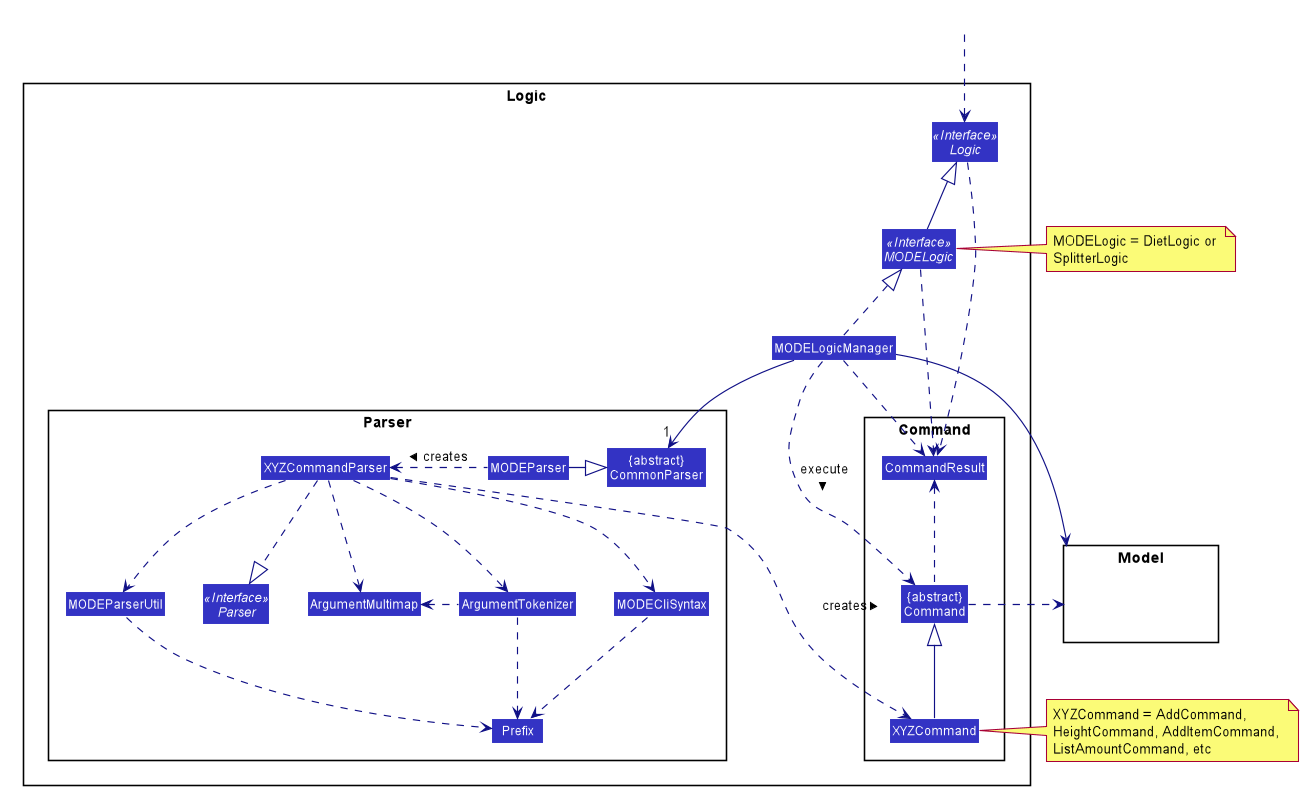 Logic
«Interface»
Logic
«Interface»
MODELogic
MODELogic = DietLogic or
SplitterLogic
MODELogicManager
Parser
1
Command
XYZCommandParser
◄ creates
MODEParser
{abstract}
CommonParser
CommandResult
execute
▼
Model
MODEParserUtil
«Interface»
Parser
ArgumentMultimap
ArgumentTokenizer
MODECliSyntax
creates►
{abstract}
Command
Prefix
XYZCommand
XYZCommand = AddCommand,
HeightCommand, AddItemCommand,
ListAmountCommand, etc